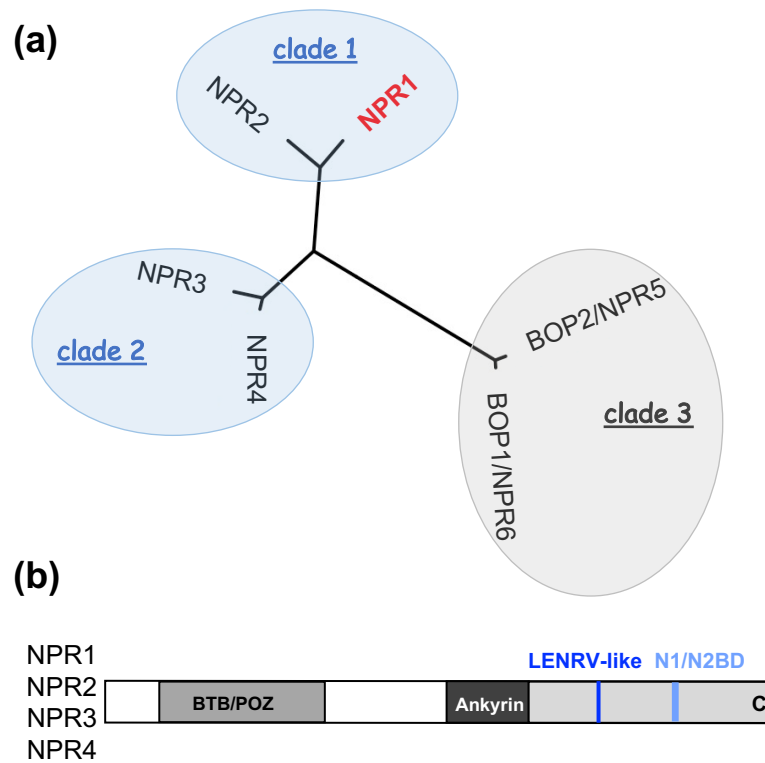 (a)
clade 1
NPR2
NPR1
NPR3
clade 2
NPR4
BOP2/NPR5
BOP1/NPR6
clade 3
(b)
NPR1
NPR2
NPR3
NPR4
LENRV-like N1/N2BD
BTB/POZ Ankyrin C